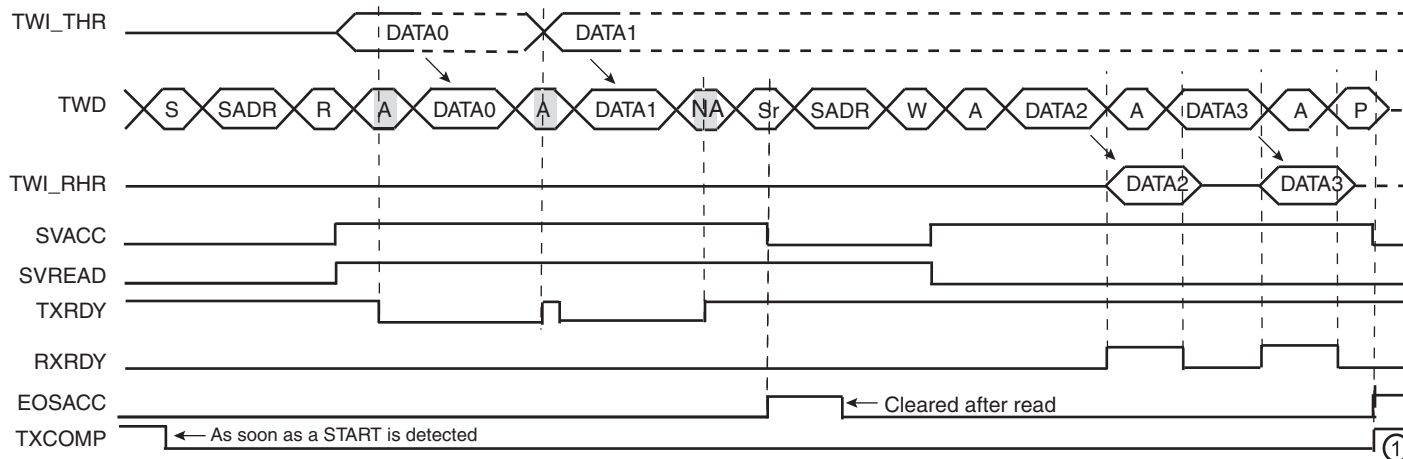 TWI_THR DATA0 DATA1
TWD S SADR R A DATA0 A DATA1 NA Sr SADR W A DATA2 A DATA3 A P
TWI_RHR DATA2 DATA3
SVACC
SVREAD
TXRDY
RXRDY
EOSACC Cleared after read
TXCOMP As soon as a START is detected 1